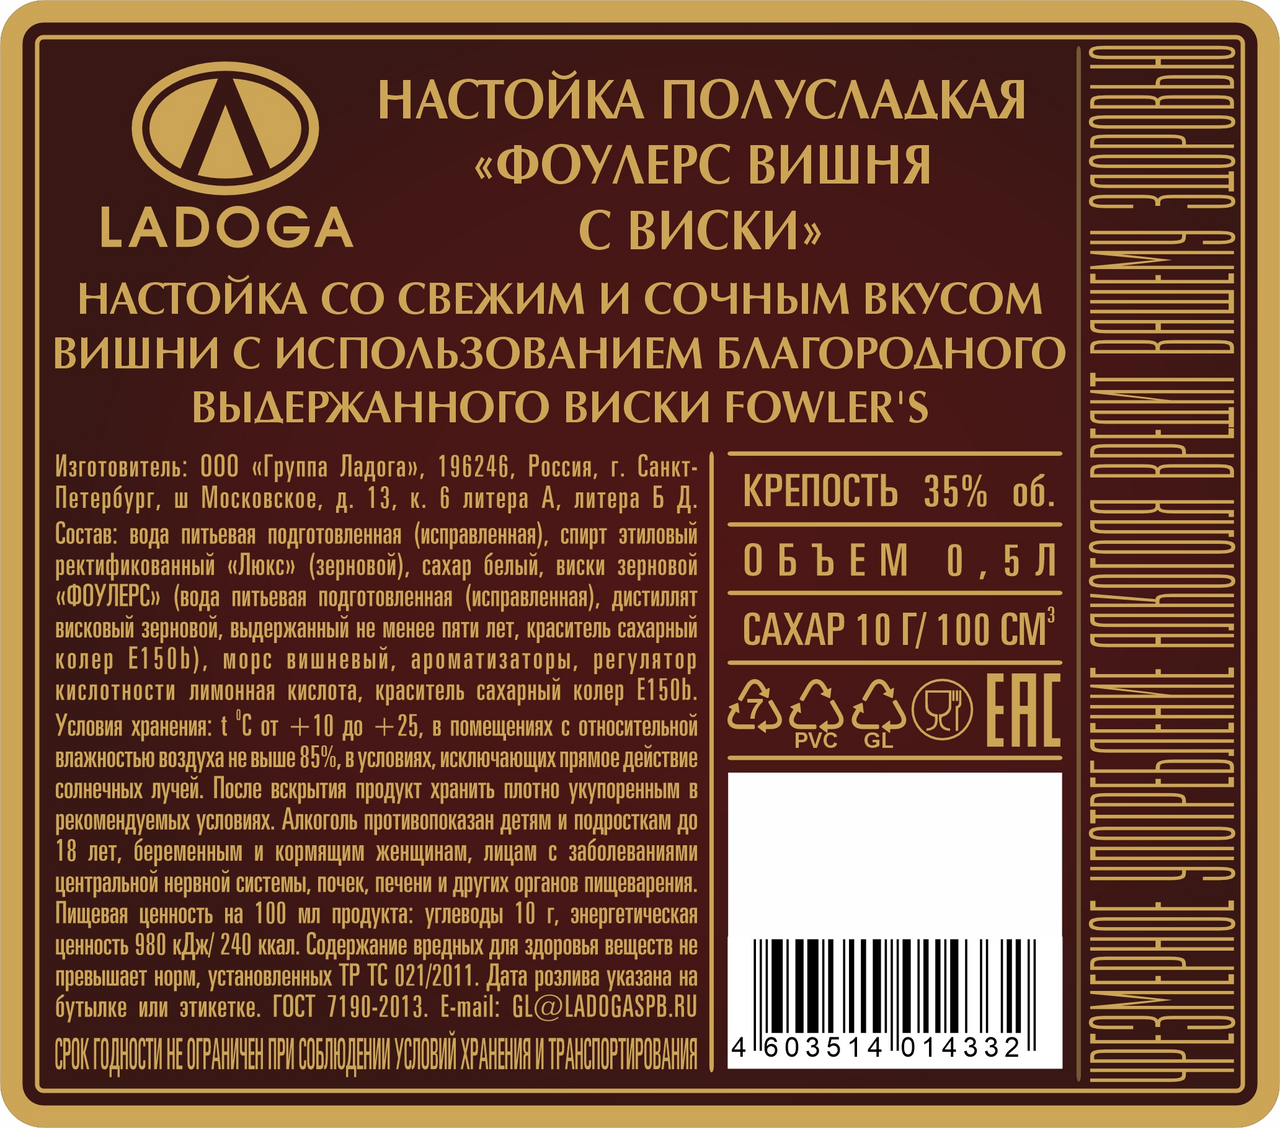 LADOGA
НАСТОЙКА ПОЛУСЛАДКАЯ
«ФОУЛЕРС ВИШНЯ
С ВИСКИ»
НАСТОЙКА СО СВЕЖИМ И СОЧНЫМ ВКУСОМ
ВИШНИ С ИСПОЛЬЗОВАНИЕМ БЛАГОРОДНОГО
ВЫДЕРЖАННОГО ВИСКИ FOWLER'S
Изготовитель: ООО «Группа Ладога», 196246, Россия, г. Санкт-
Петербург, ш Московское, д. 13, к. 6 литера А, литера Б Д.
Состав: вода питьевая подготовленная (исправленная), спирт этиловый
ректификованный «Люкс» (зерновой), сахар белый, виски зерновой
«ФОУЛЕРС» (вода питьевая подготовленная (исправленная), дистиллят
висковый зерновой, выдержанный не менее пяти лет, краситель сахарный
колер Е150b), морс вишневый, ароматизаторы, регулятор
кислотности лимонная кислота, краситель сахарный колер Е150b.
Условия хранения: t ⁰С от +10 до +25, в помещениях с относительной
влажностью воздуха не выше 85%, в условиях, исключающих прямое действие
солнечных лучей. После вскрытия продукт хранить плотно укупоренным в
рекомендуемых условиях. Алкоголь противопоказан детям и подросткам до
18 лет, беременным и кормящим женщинам, лицам с заболеваниями
центральной нервной системы, почек, печени и других органов пищеварения.
Пищевая ценность на 100 мл продукта: углеводы 10 г, энергетическая
ценность 980 кДж/ 240 ккал. Содержание вредных для здоровья веществ не
превышает норм, установленных ТР ТС 021/2011. Дата розлива указана на
бутылке или этикетке. ГОСТ 7190-2013. E-mail: GL@LADOGASPB.RU
СРОК ГОДНОСТИ НЕ ОГРАНИЧЕН ПРИ СОБЛЮДЕНИИ УСЛОВИЙ ХРАНЕНИЯ И ТРАНСПОРТИРОВАНИЯ
КРЕПОСТЬ 35% об.
ОБЪЕМ 0,5Л
САХАР 10 Г/ 100 СМ³
7
PVC
GL
EAC
4 603514 014332
ЧРЕЗМЕРНОЕ УПОТРЕБЛЕНИЕ АЛКОГОЛЯ ВРЕДИТ ВАШЕМУ ЗДОРОВЬЮ